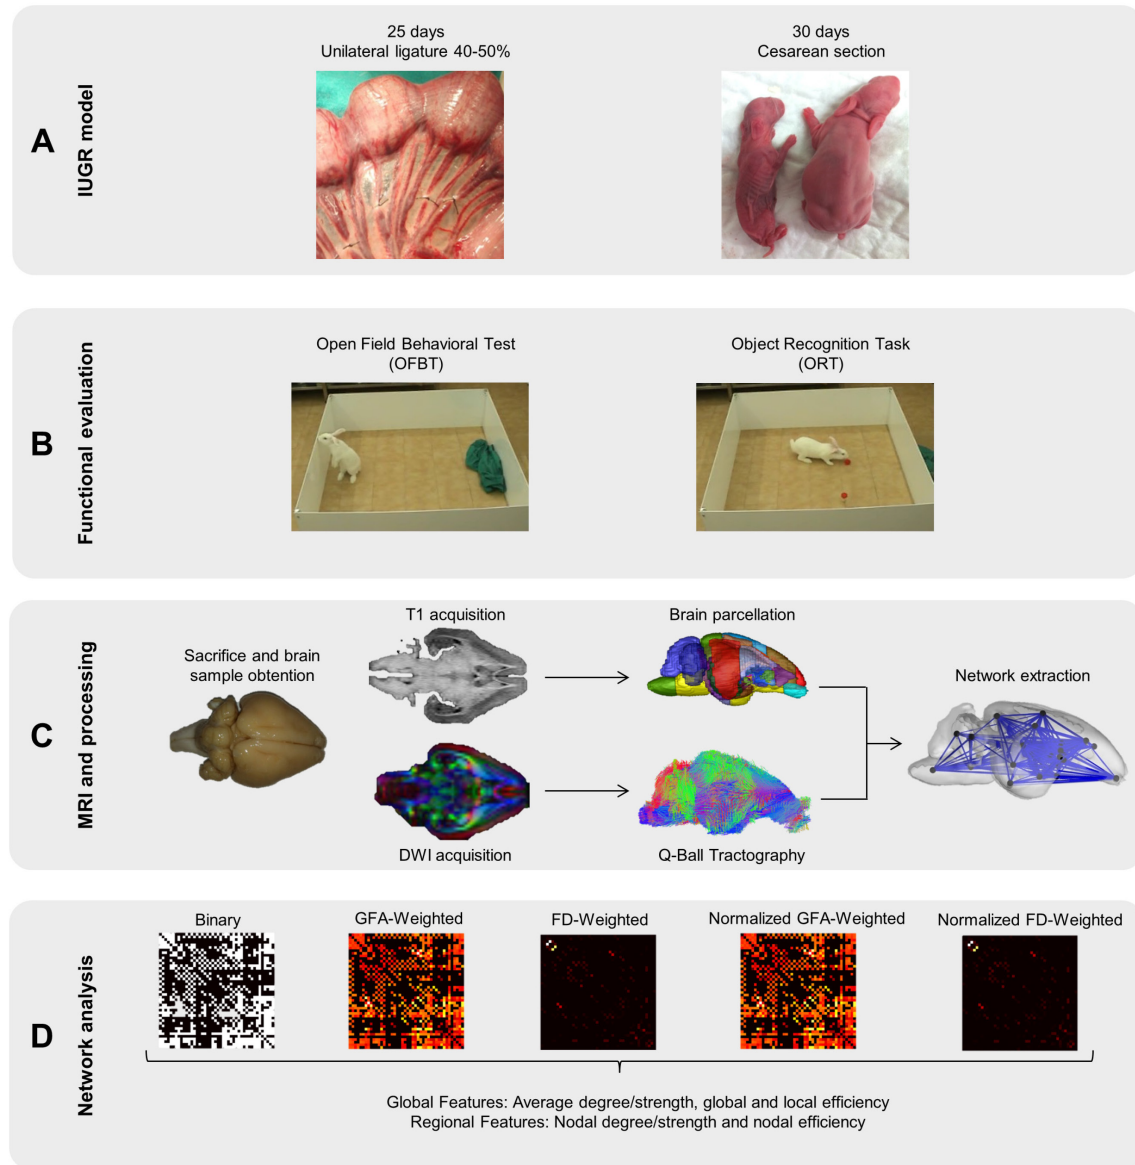 A
IUGR model
25 days
Unilateral ligature 40-50%
30 days
Cesarean section
B
Functional evaluation
Open Field Behavioral Test
(OFBT)
Object Recognition Task
(ORT)
C
MRI and processing
Sacrifice and brain
sample obtention
T1 acquisition
Brain parcellation
DWI acquisition
Q-Ball Tractography
Network extraction
D
Network analysis
Binary
GFA-Weighted
FD-Weighted
Normalized GFA-Weighted
Normalized FD-Weighted
Global Features: Average degree/strength, global and local efficiency
Regional Features: Nodal degree/strength and nodal efficiency